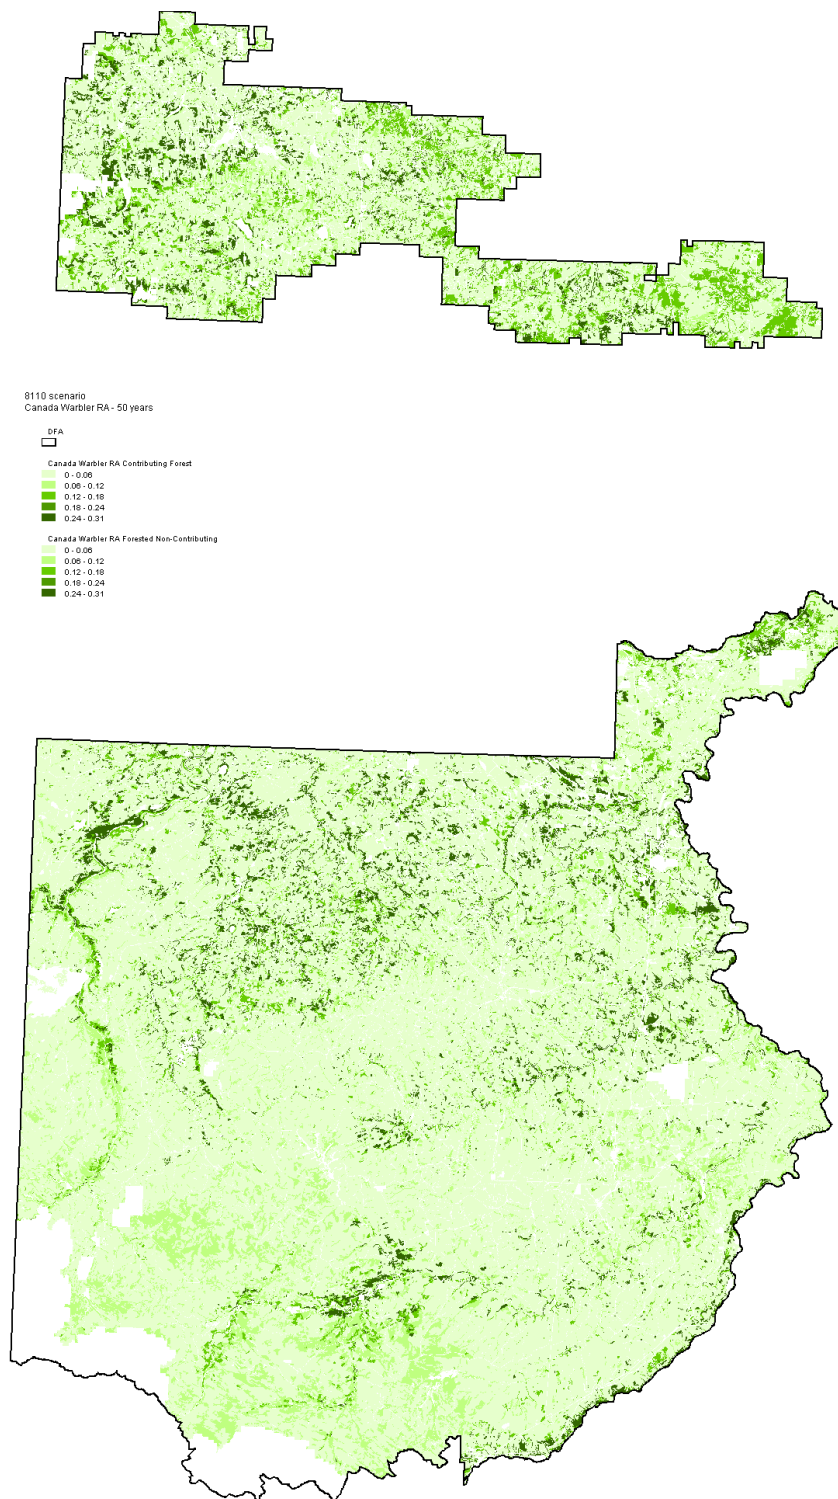 8110 scenario
Canada Warbler RA - 50 years
DFA
Canada Warbler RA Contributing Forest
0 - 0.06
0.06 - 0.12
0.12 - 0.18
0.18 - 0.24
0.24 - 0.31
Canada Warbler RA Forested Non-Contributing
0 - 0.06
0.06 - 0.12
0.12 - 0.18
0.18 - 0.24
0.24 - 0.31